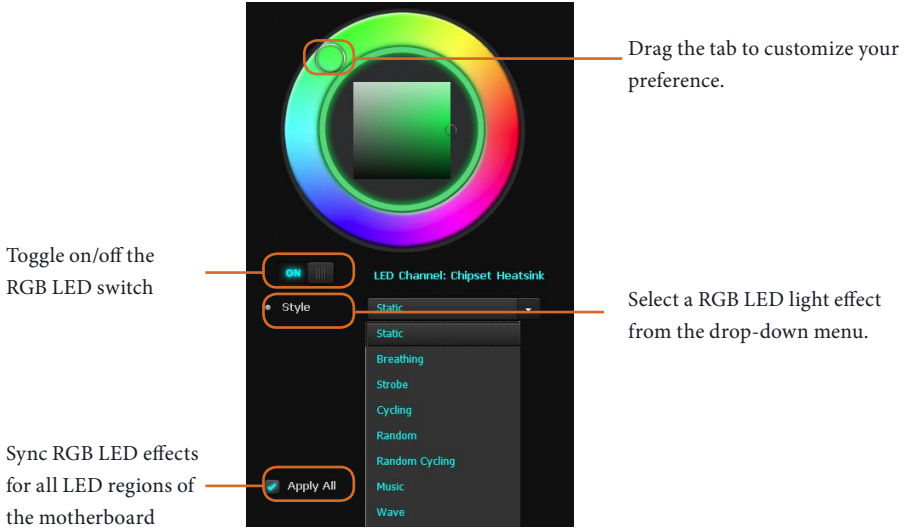 Drag the tab to customize your
preference.
Toggle on/off the
RGB LED switch
ON
LED Channel: Chipset Heatsink
Style
Static
Select a RGB LED light effect
from the drop-down menu.
Static
Breathing
Strobe
Cycling
Random
Random Cycling
Music
Wave
Sync RGB LED effects
for all LED regions of
the motherboard
Apply All